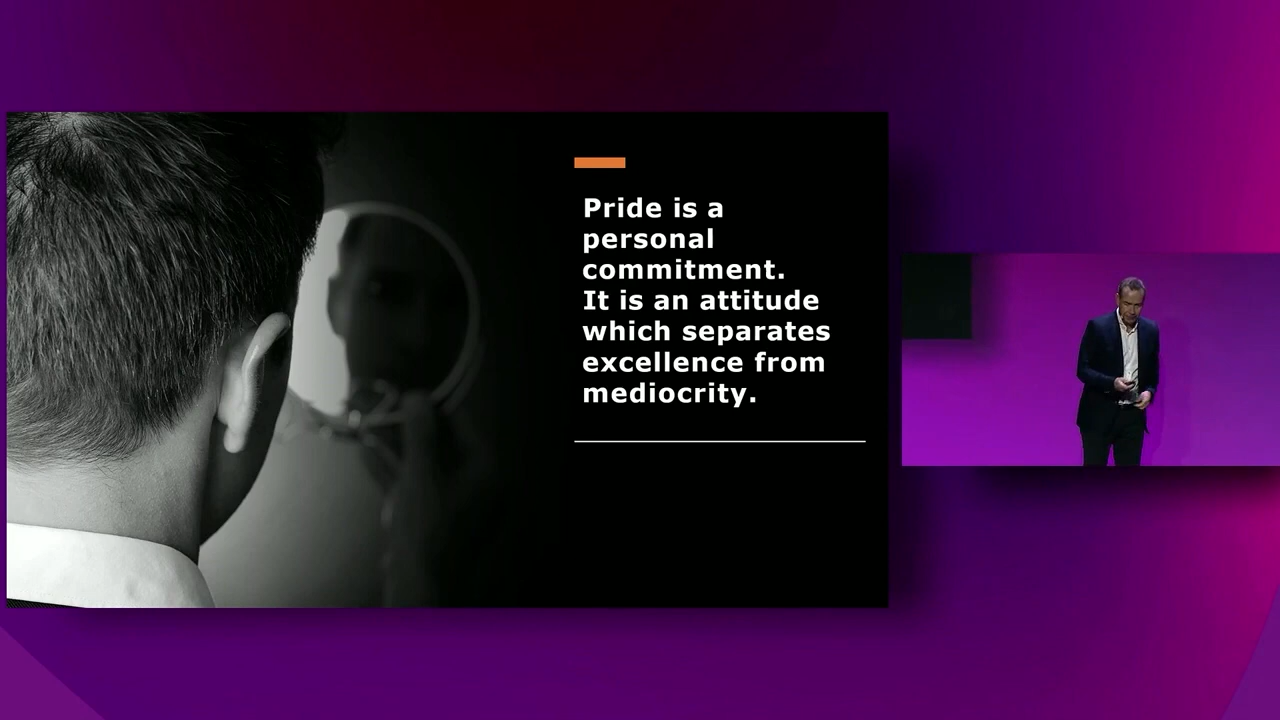 Pride is a
personal
commitment.
It is an attitude
which separates
excellence from
mediocrity.